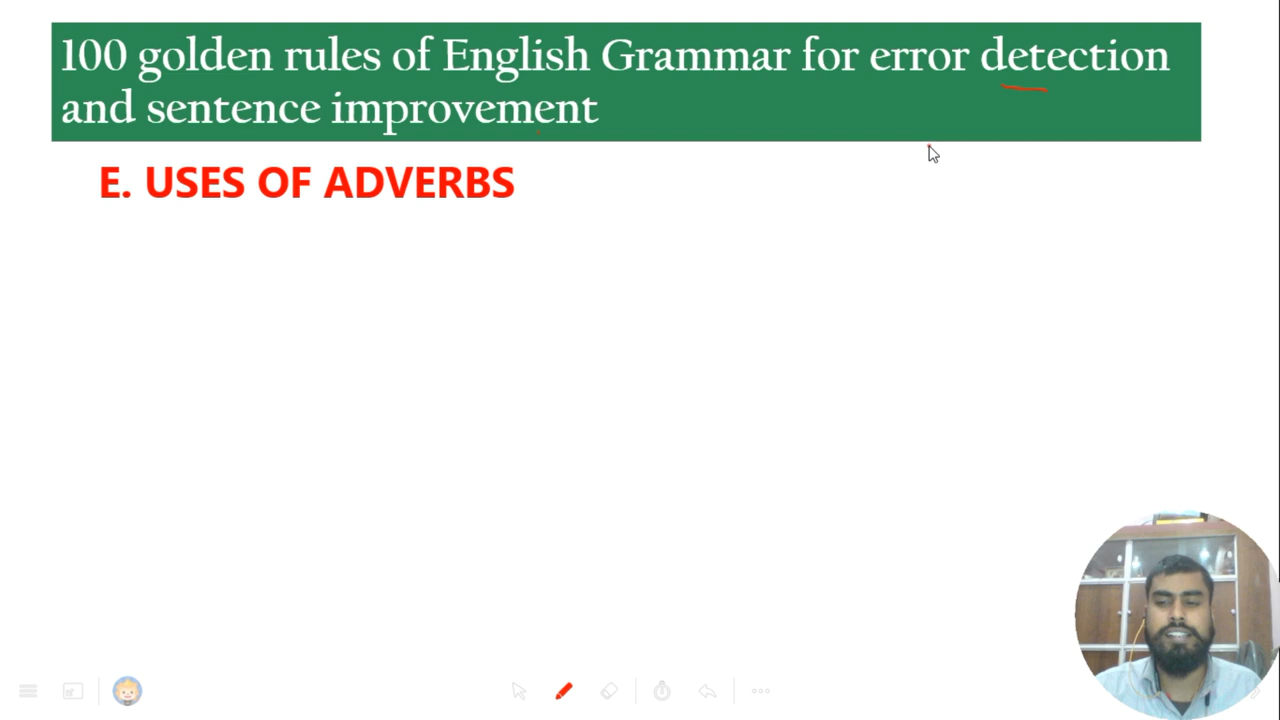 100 golden rules of English Grammar for error detection
and sentence improvement
E. USES OF ADVERBS